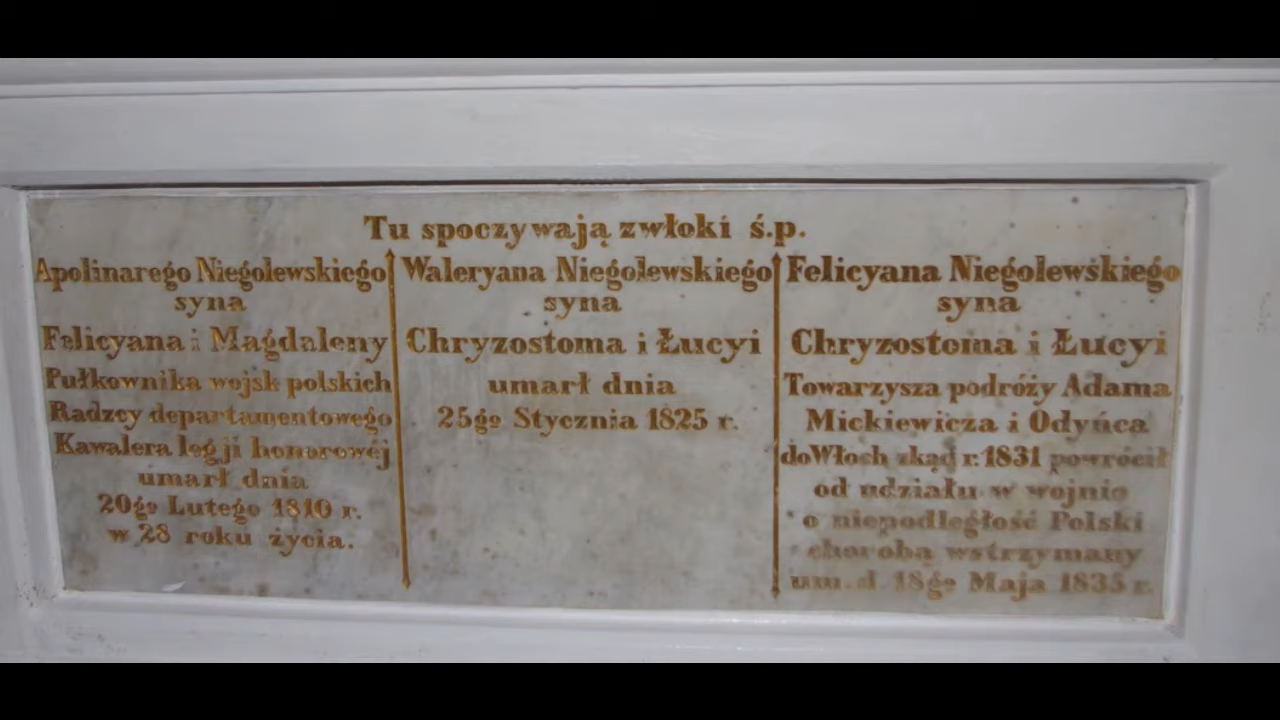 Tu spoczywają zwłoki ś.p.
Apolinarego Niegolewskiego
syna
Felicyana i Magdaleny
Pułkownika wojsk polskich
Radzcy departamentowego
Kawalera legji honorowéj
umarł dnia
20go Lutego 1810 r.
w 28 roku życia.
Waleryana Niegolewskiego
syna
Chryzostoma i Łucyi
umarł dnia
25go Stycznia 1825 r.
Felicyana Niegolewskiego
syna
Chryzostoma i Łucyi
Towarzysza podróży Adama
Mickiewicza i Odyńca
do Włoch zkąd r. 1831 powrócił
od udziału w wojnie
o niepodległość Polski
chorobą wstrzymany
um. d. 18go Maja 1835 r.